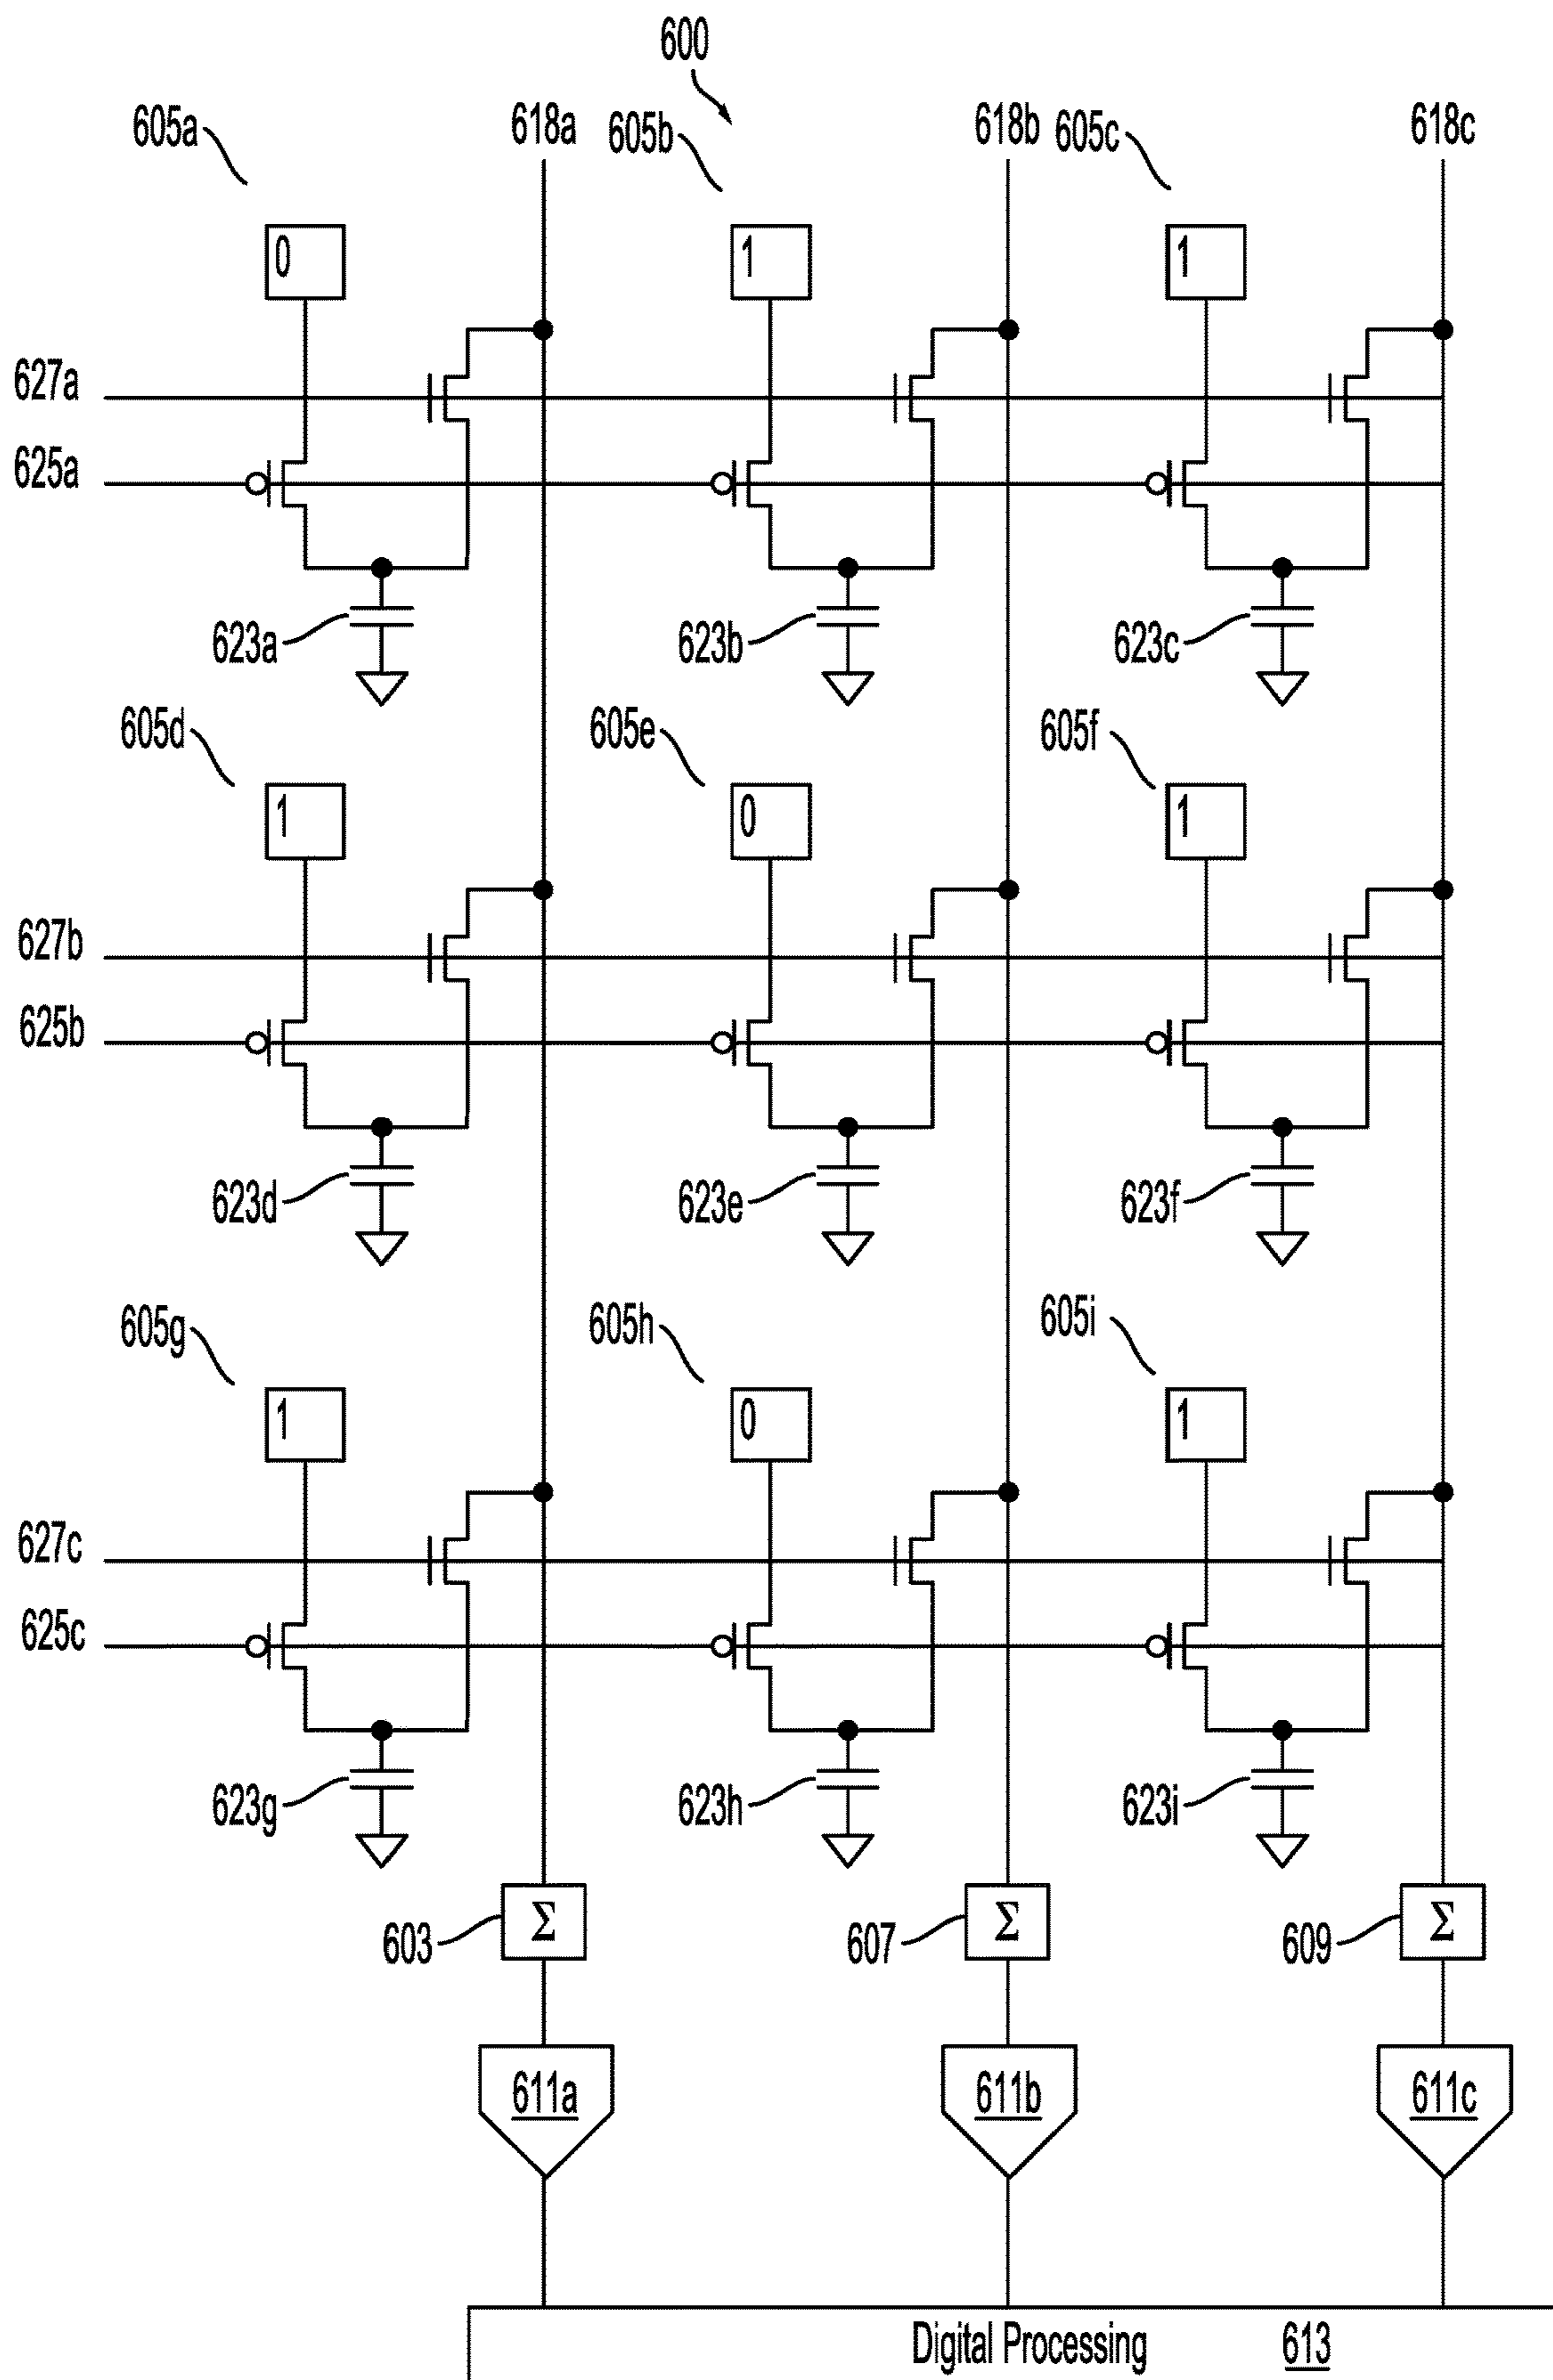 600
605a 618a 605b 618b 605c 618c
0 1 1
627a
625a
623a 623b 623c
605d 605e 605f
1 0 1
627b
625b
623d 623e 623f
605g 605h 605i
1 0 1
627c
625c
623g 623h 623i
603 Σ 607 Σ 609 Σ
611a 611b 611c
Digital Processing 613